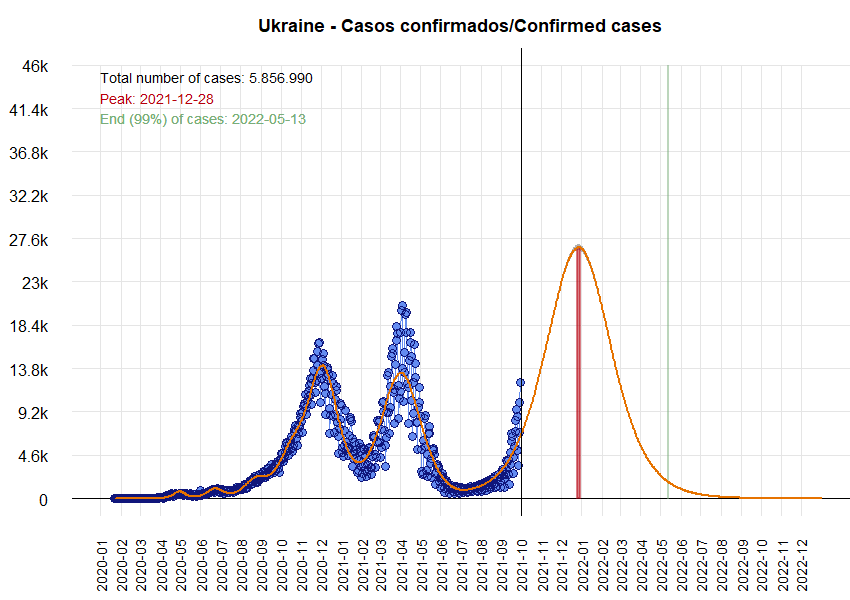 Ukraine - Casos confirmados/Confirmed cases
46k
Total number of cases: 5.856.990
Peak: 2021-12-28
41.4k
End (99%) of cases: 2022-05-13
36.8k
32.2k
27.6k
23k
18.4k
13.8k
9.2k
4.6k
0
2020-01
2020-02
2020-03
2020-04
2020-05
2020-06
2020-07
2020-08
2020-09
2020-10
2020-11
2020-12
2021-01
2021-02
2021-03
2021-04
2021-05
2021-06
2021-07
2021-08
2021-09
2021-10
2021-11
2021-12
2022-01
2022-02
2022-03
2022-04
2022-05
2022-06
2022-07
2022-08
2022-09
2022-10
2022-11
2022-12